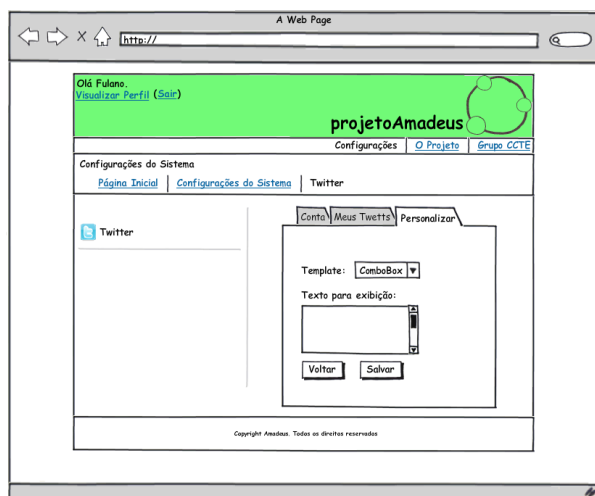 A Web Page
http://
Olá Fulano.
Visualizar Perfil (Sair)
projetoAmadeus
Configurações O Projeto Grupo CCTE
Configurações do Sistema
Página Inicial Configurações do Sistema Twitter
Twitter
Conta Meus Twetts Personalizar
Template: ComboBox
Texto para exibição:
Voltar Salvar
Copyright Amadeus. Todos os direitos reservados